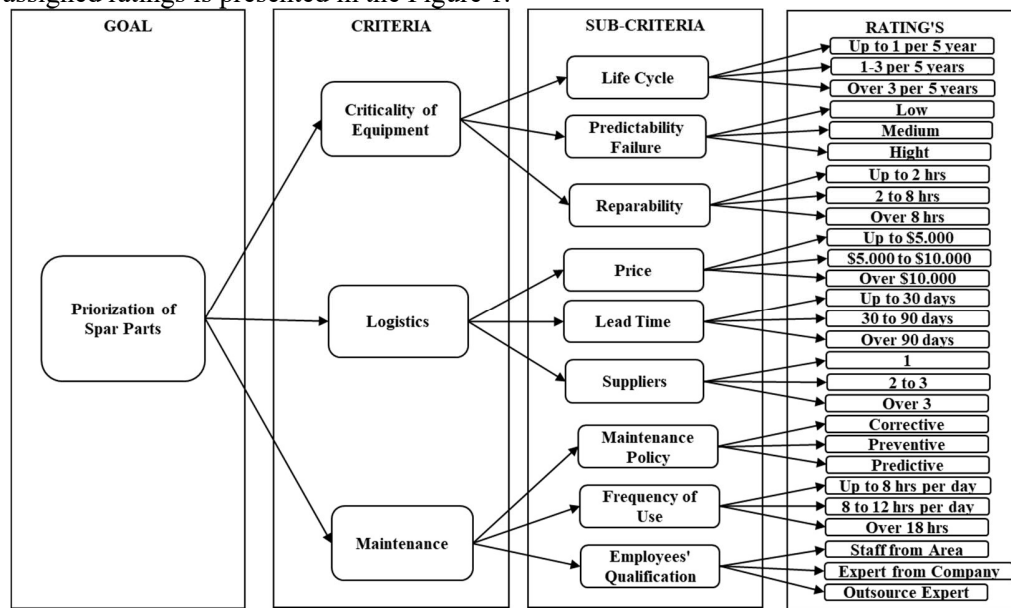 assigned ratings is presented in the Figure 1.
GOAL
Priorization of
Spar Parts
CRITERIA
Criticality of
Equipment
Logistics
Maintenance
SUB-CRITERIA
Life Cycle
Predictability
Failure
Reparability
Price
Lead Time
Suppliers
Maintenance
Policy
Frequency of
Use
Employees'
Qualification
RATING'S
Up to 1 per 5 year
1-3 per 5 years
Over 3 per 5 years
Low
Medium
Hight
Up to 2 hrs
2 to 8 hrs
Over 8 hrs
Up to $5.000
$5.000 to $10.000
Over $10.000
Up to 30 days
30 to 90 days
Over 90 days
1
2 to 3
Over 3
Corrective
Preventive
Predictive
Up to 8 hrs per day
8 to 12 hrs per day
Over 18 hrs
Staff from Area
Expert from Company
Outsource Expert